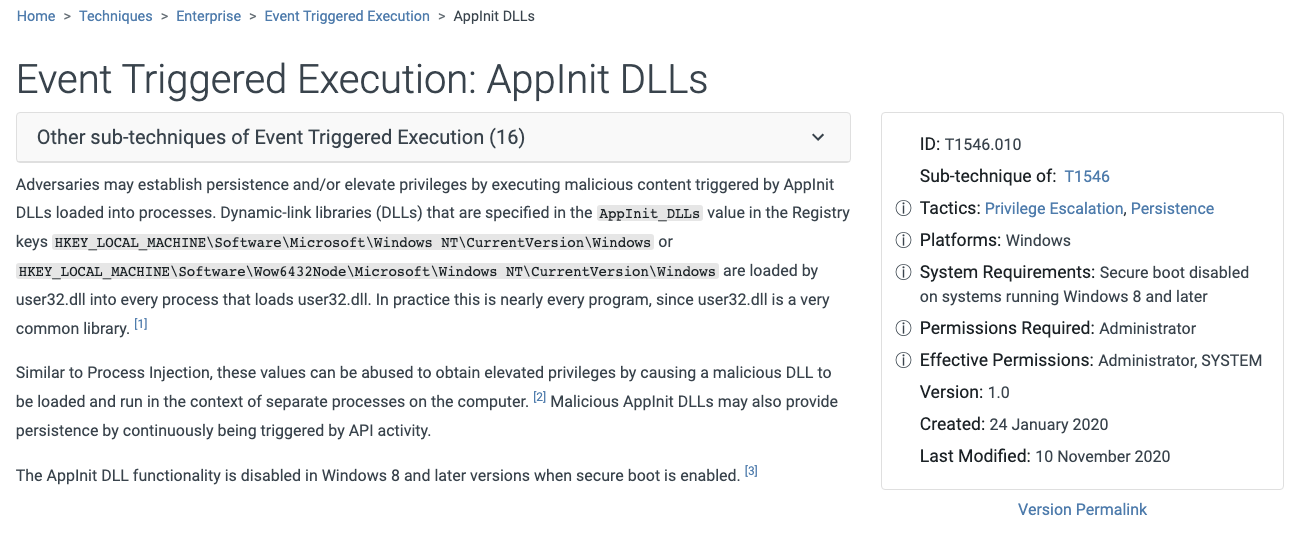 Home > Techniques > Enterprise > Event Triggered Execution > AppInit DLLs
Event Triggered Execution: AppInit DLLs
Other sub-techniques of Event Triggered Execution (16)
Adversaries may establish persistence and/or elevate privileges by executing malicious content triggered by AppInit
DLLs loaded into processes. Dynamic-link libraries (DLLs) that are specified in the AppInit_DLLs value in the Registry
keys HKEY_LOCAL_MACHINE\Software\Microsoft\Windows NT\CurrentVersion\Windows or
HKEY_LOCAL_MACHINE\Software\Wow6432Node\Microsoft\Windows NT\CurrentVersion\Windows are loaded by
user32.dll into every process that loads user32.dll. In practice this is nearly every program, since user32.dll is a very
common library. [1]
Similar to Process Injection, these values can be abused to obtain elevated privileges by causing a malicious DLL to
be loaded and run in the context of separate processes on the computer. [2] Malicious AppInit DLLs may also provide
persistence by continuously being triggered by API activity.
The AppInit DLL functionality is disabled in Windows 8 and later versions when secure boot is enabled. [3]
ID: T1546.010
Sub-technique of: T1546
ⓘ Tactics: Privilege Escalation, Persistence
ⓘ Platforms: Windows
ⓘ System Requirements: Secure boot disabled
on systems running Windows 8 and later
ⓘ Permissions Required: Administrator
ⓘ Effective Permissions: Administrator, SYSTEM
Version: 1.0
Created: 24 January 2020
Last Modified: 10 November 2020
Version Permalink